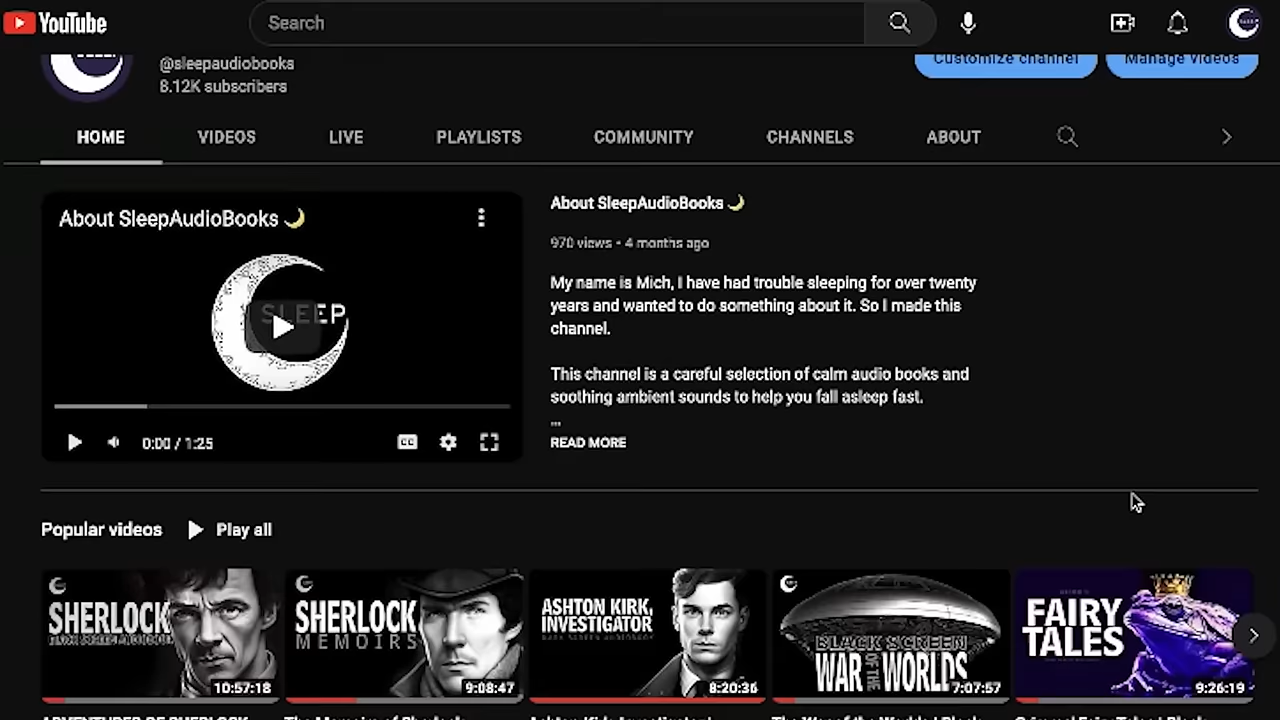 YouTube
Search
@sleepaudiobooks
8.12K subscribers
Customize channel
Manage videos
HOME
VIDEOS
LIVE
PLAYLISTS
COMMUNITY
CHANNELS
ABOUT
About SleepAudioBooks 🌙
SLEEP
0:00 / 1:25
CC
About SleepAudioBooks 🌙
970 views • 4 months ago
My name is Mich, I have had trouble sleeping for over twenty
years and wanted to do something about it. So I made this
channel.
This channel is a careful selection of calm audio books and
soothing ambient sounds to help you fall asleep fast.
...
READ MORE
Popular videos
Play all
SHERLOCK
10:57:18
SHERLOCK
MEMOIRS
9:08:47
ASHTON KIRK,
INVESTIGATOR
DARK SCREEN AUDIOBOOK
8:20:36
BLACK SCREEN
WAR OF THE WORLDS
7:07:57
FAIRY
TALES
9:26:19